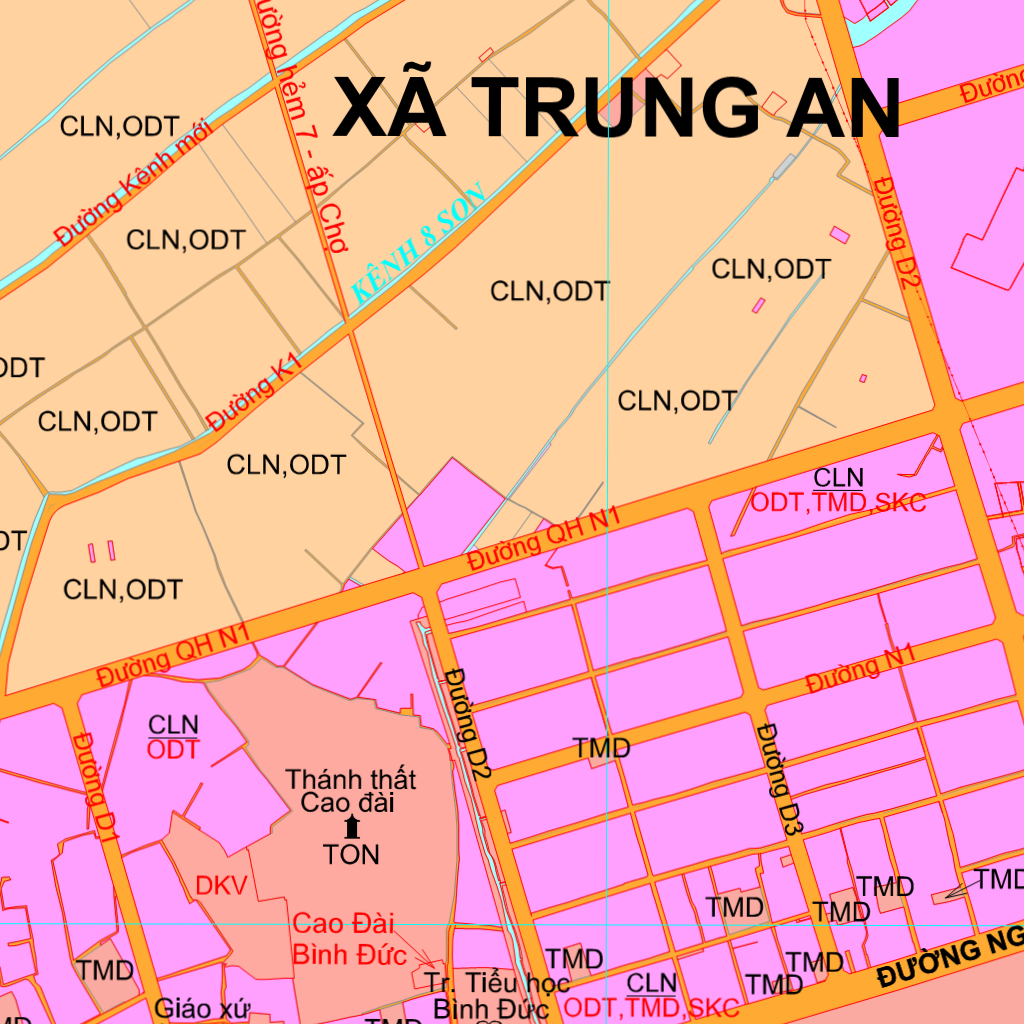 XÃ TRUNG AN
Đường hẻm 7 - ấp Chợ
CLN,ODT
Đường Kênh mới
Đường D2
CLN,ODT
KÊNH 8 SON
CLN,ODT
CLN,ODT
ODT
CLN,ODT
Đường K1
CLN,ODT
CLN,ODT
CLN
ODT,TMD,SKC
Đường QH N1
CLN,ODT
Đường QH N1
Đường N1
Đường D2
CLN
ODT
TMD
Đường D1
Đường D3
Thánh thất
Cao đài
TON
DKV
TMD
TMD
TMD
TMD
Cao Đài
Bình Đức
TMD
TMD
TMD
TMD
ĐƯỜNG NG
Tr. Tiểu học
Bình Đức
CLN
ODT,TMD,SKC
Giáo xứ
TMD
Đường